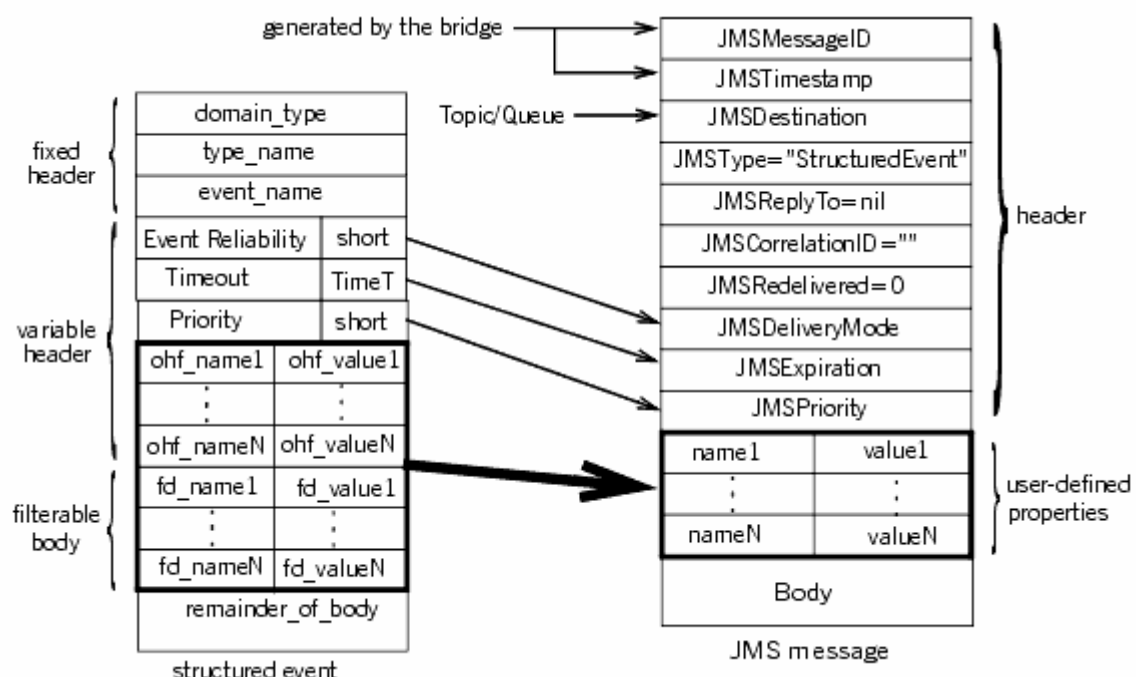 generated by the bridge
Topic/Queue
fixed
header
variable
header
filterable
body
domain_type
type_name
event_name
Event Reliability short
Timeout TimeT
Priority short
ohf_name1 ohf_value1
ohf_nameN ohf_valueN
fd_name1 fd_value1
fd_nameN fd_valueN
remainder_of_body
structured event
JMSMessageID
JMSTimestamp
JMSDestination
JMSType="StructuredEvent"
JMSReplyTo=nil
JMSCorrelationID=""
JMSRedelivered=0
JMSDeliveryMode
JMSExpiration
JMSPriority
name1 value1
nameN valueN
Body
JMS message
header
user-defined
properties